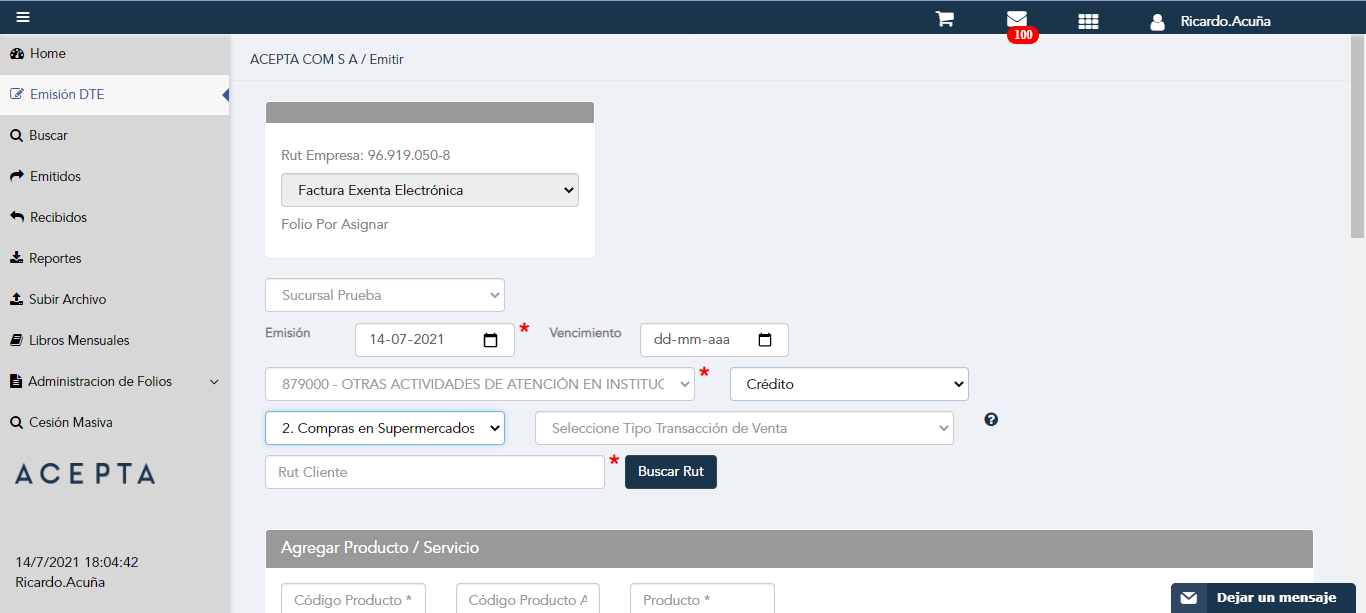 100
Ricardo.Acuña
Home
Emisión DTE
Buscar
Emitidos
Recibidos
Reportes
Subir Archivo
Libros Mensuales
Administracion de Folios
Cesión Masiva
ACEPTA
14/7/2021 18:04:42
Ricardo.Acuña
ACEPTA COM S A / Emitir
Rut Empresa: 96.919.050-8
Factura Exenta Electrónica
Folio Por Asignar
Sucursal Prueba
Emisión 14-07-2021 * Vencimiento dd-mm-aaa
879000 - OTRAS ACTIVIDADES DE ATENCIÓN EN INSTITUC * Crédito
2. Compras en Supermercados Seleccione Tipo Transacción de Venta ?
Rut Cliente * Buscar Rut
Agregar Producto / Servicio
Código Producto * Código Producto A Producto *
Dejar un mensaje